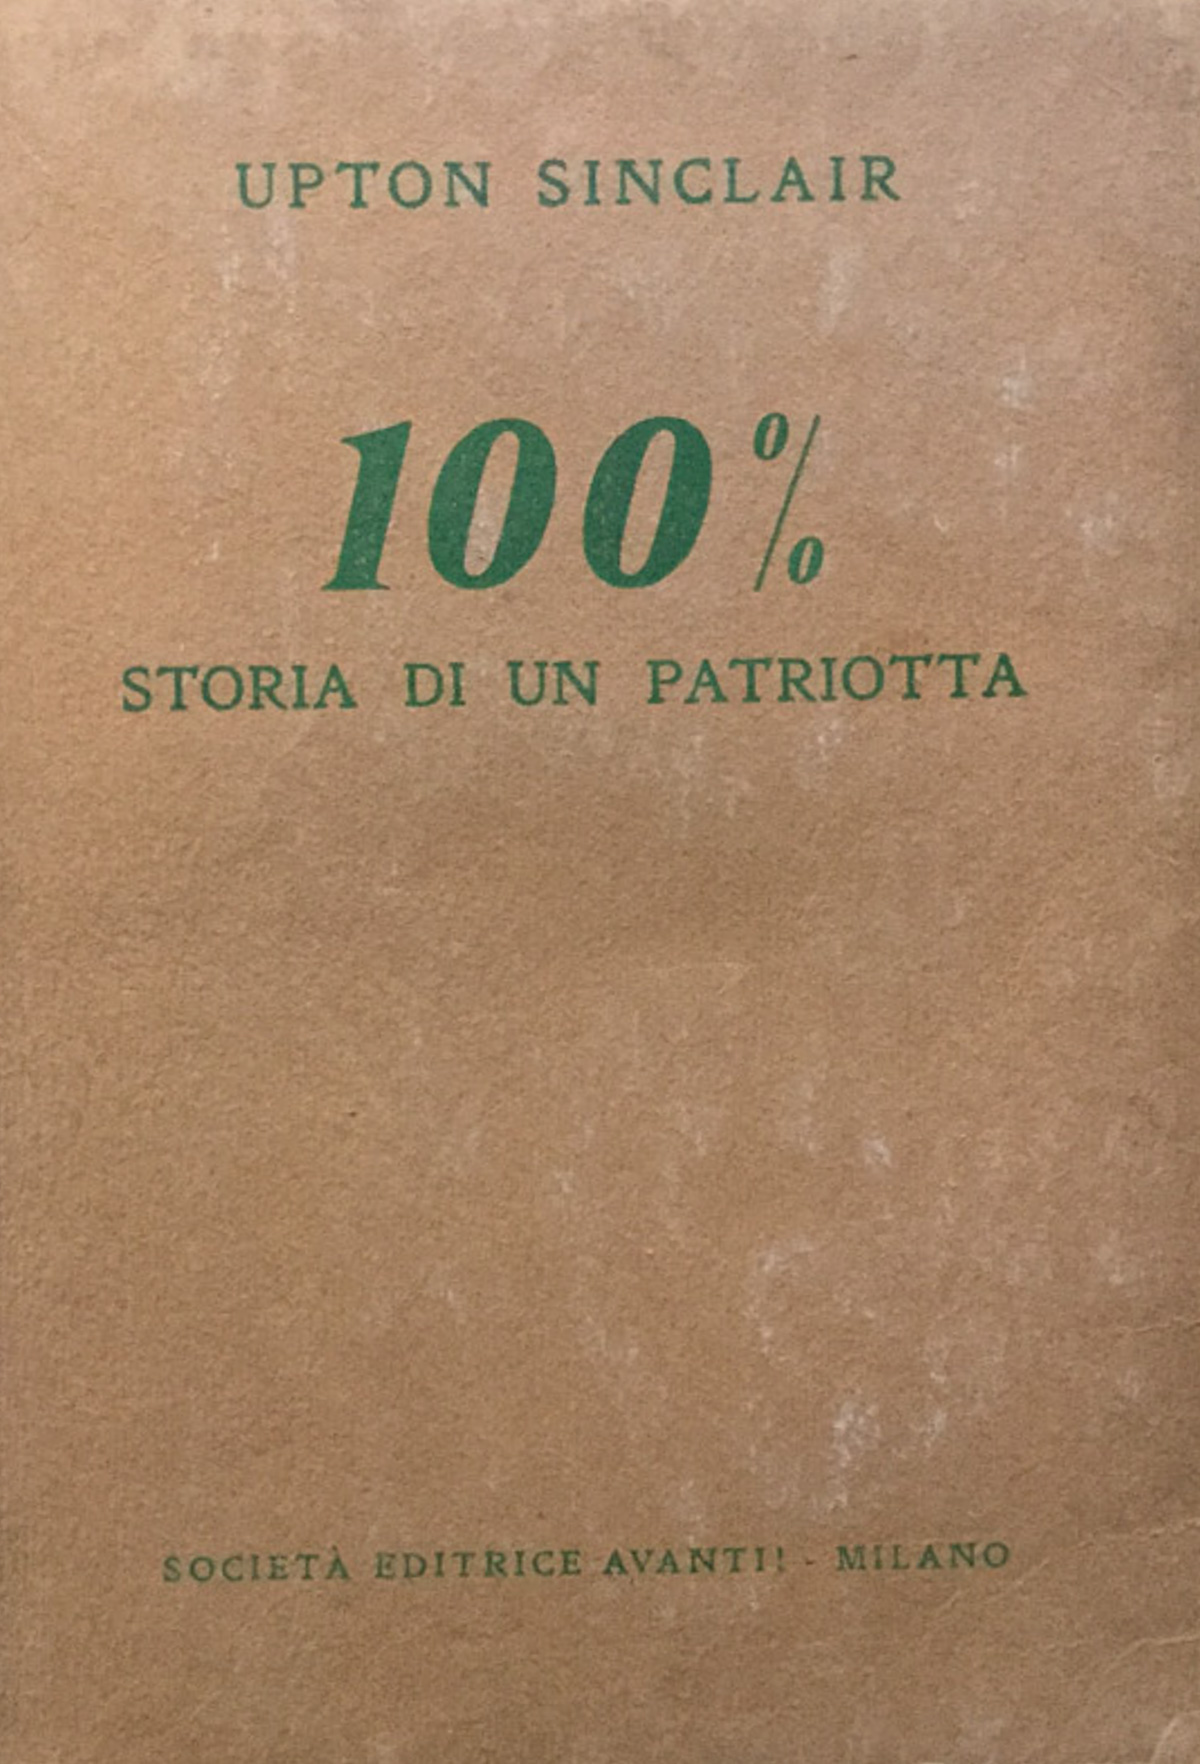 UPTON SINCLAIR
100%
STORIA DI UN PATRIOTTA
SOCIETÀ EDITRICE AVANTI! - MILANO